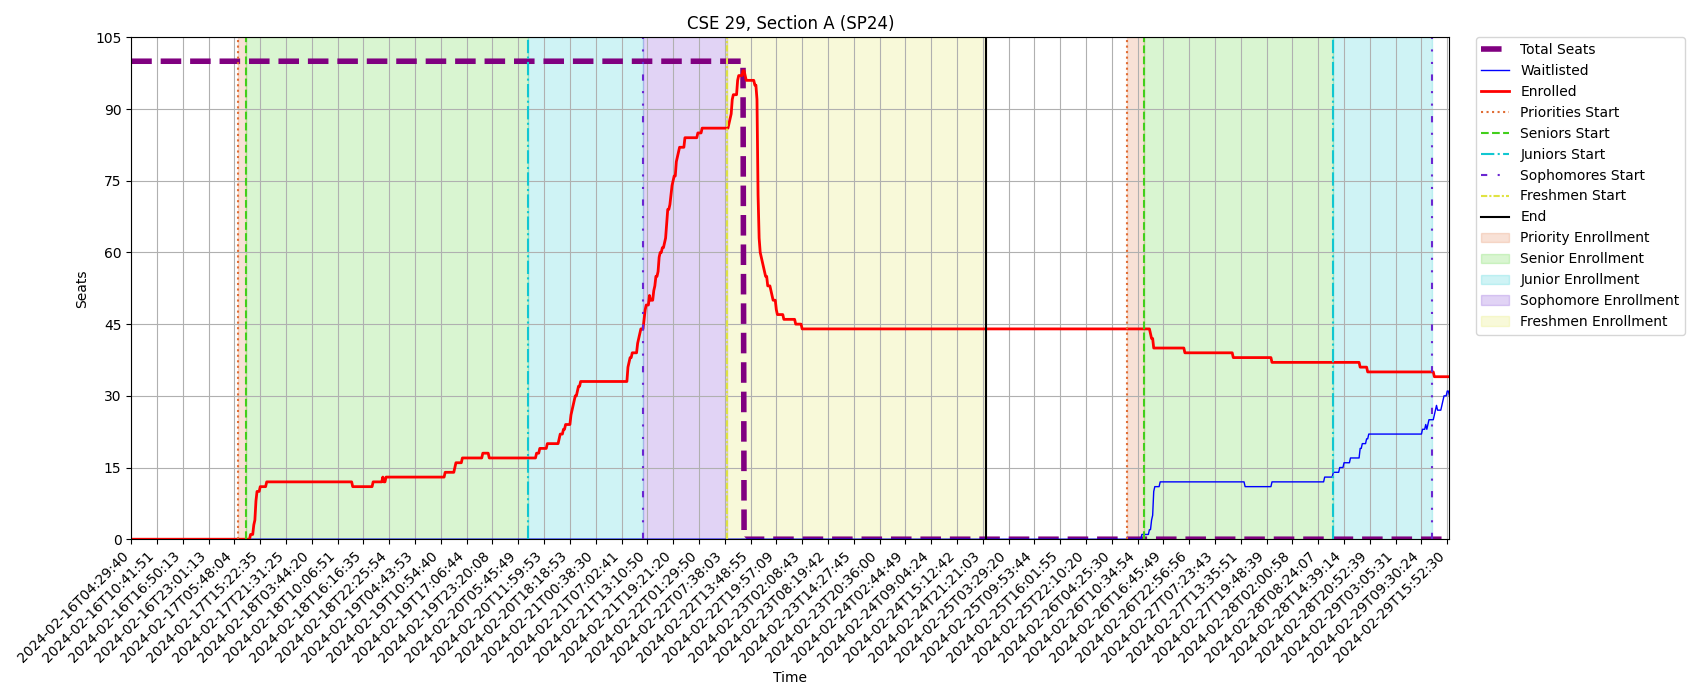 CSE 29, Section A (SP24)
Seats
105
90
75
60
45
30
15
0
2024-02-16T04:29:40
2024-02-16T10:41:51
2024-02-16T16:50:13
2024-02-16T23:01:13
2024-02-17T05:48:04
2024-02-17T15:22:35
2024-02-17T21:31:25
2024-02-18T03:44:20
2024-02-18T10:06:51
2024-02-18T16:16:35
2024-02-18T22:25:54
2024-02-19T04:43:53
2024-02-19T10:54:40
2024-02-19T17:06:44
2024-02-19T23:20:08
2024-02-20T05:45:49
2024-02-20T11:59:53
2024-02-20T18:18:53
2024-02-21T00:38:30
2024-02-21T07:02:41
2024-02-21T13:10:50
2024-02-21T19:21:20
2024-02-22T01:29:50
2024-02-22T07:38:03
2024-02-22T13:48:55
2024-02-22T19:57:09
2024-02-23T02:08:43
2024-02-23T08:19:42
2024-02-23T14:27:45
2024-02-23T20:36:00
2024-02-24T02:44:49
2024-02-24T09:04:24
2024-02-24T15:12:42
2024-02-24T21:21:03
2024-02-25T03:29:20
2024-02-25T09:53:44
2024-02-25T16:01:55
2024-02-25T22:10:20
2024-02-26T04:25:30
2024-02-26T10:34:54
2024-02-26T16:45:49
2024-02-26T22:56:56
2024-02-27T07:23:43
2024-02-27T13:35:51
2024-02-27T19:48:39
2024-02-28T02:00:58
2024-02-28T08:24:07
2024-02-28T14:39:14
2024-02-28T20:52:39
2024-02-29T03:05:31
2024-02-29T09:30:24
2024-02-29T15:52:30
Time
Total Seats
Waitlisted
Enrolled
Priorities Start
Seniors Start
Juniors Start
Sophomores Start
Freshmen Start
End
Priority Enrollment
Senior Enrollment
Junior Enrollment
Sophomore Enrollment
Freshmen Enrollment